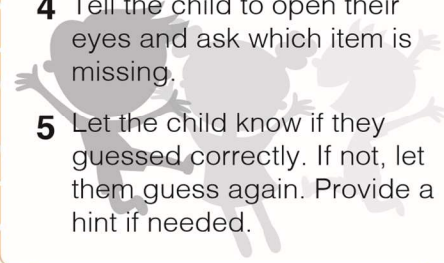 4 Tell the child to open their
eyes and ask which item is
missing.
5 Let the child know if they
guessed correctly. If not, let
them guess again. Provide a
hint if needed.